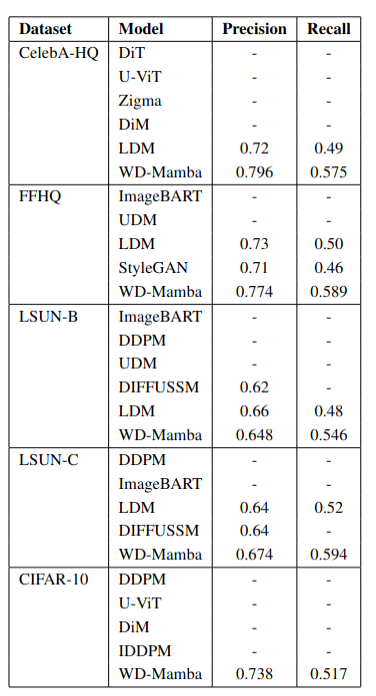 Dataset Model Precision Recall
CelebA-HQ DiT - -
U-ViT - -
Zigma - -
DiM - -
LDM 0.72 0.49
WD-Mamba 0.796 0.575
FFHQ ImageBART - -
UDM - -
LDM 0.73 0.50
StyleGAN 0.71 0.46
WD-Mamba 0.774 0.589
LSUN-B ImageBART - -
DDPM - -
UDM - -
DIFFUSSM 0.62 -
LDM 0.66 0.48
WD-Mamba 0.648 0.546
LSUN-C DDPM - -
ImageBART - -
LDM 0.64 0.52
DIFFUSSM 0.64 -
WD-Mamba 0.674 0.594
CIFAR-10 DDPM - -
U-ViT - -
DiM - -
IDDPM - -
WD-Mamba 0.738 0.517